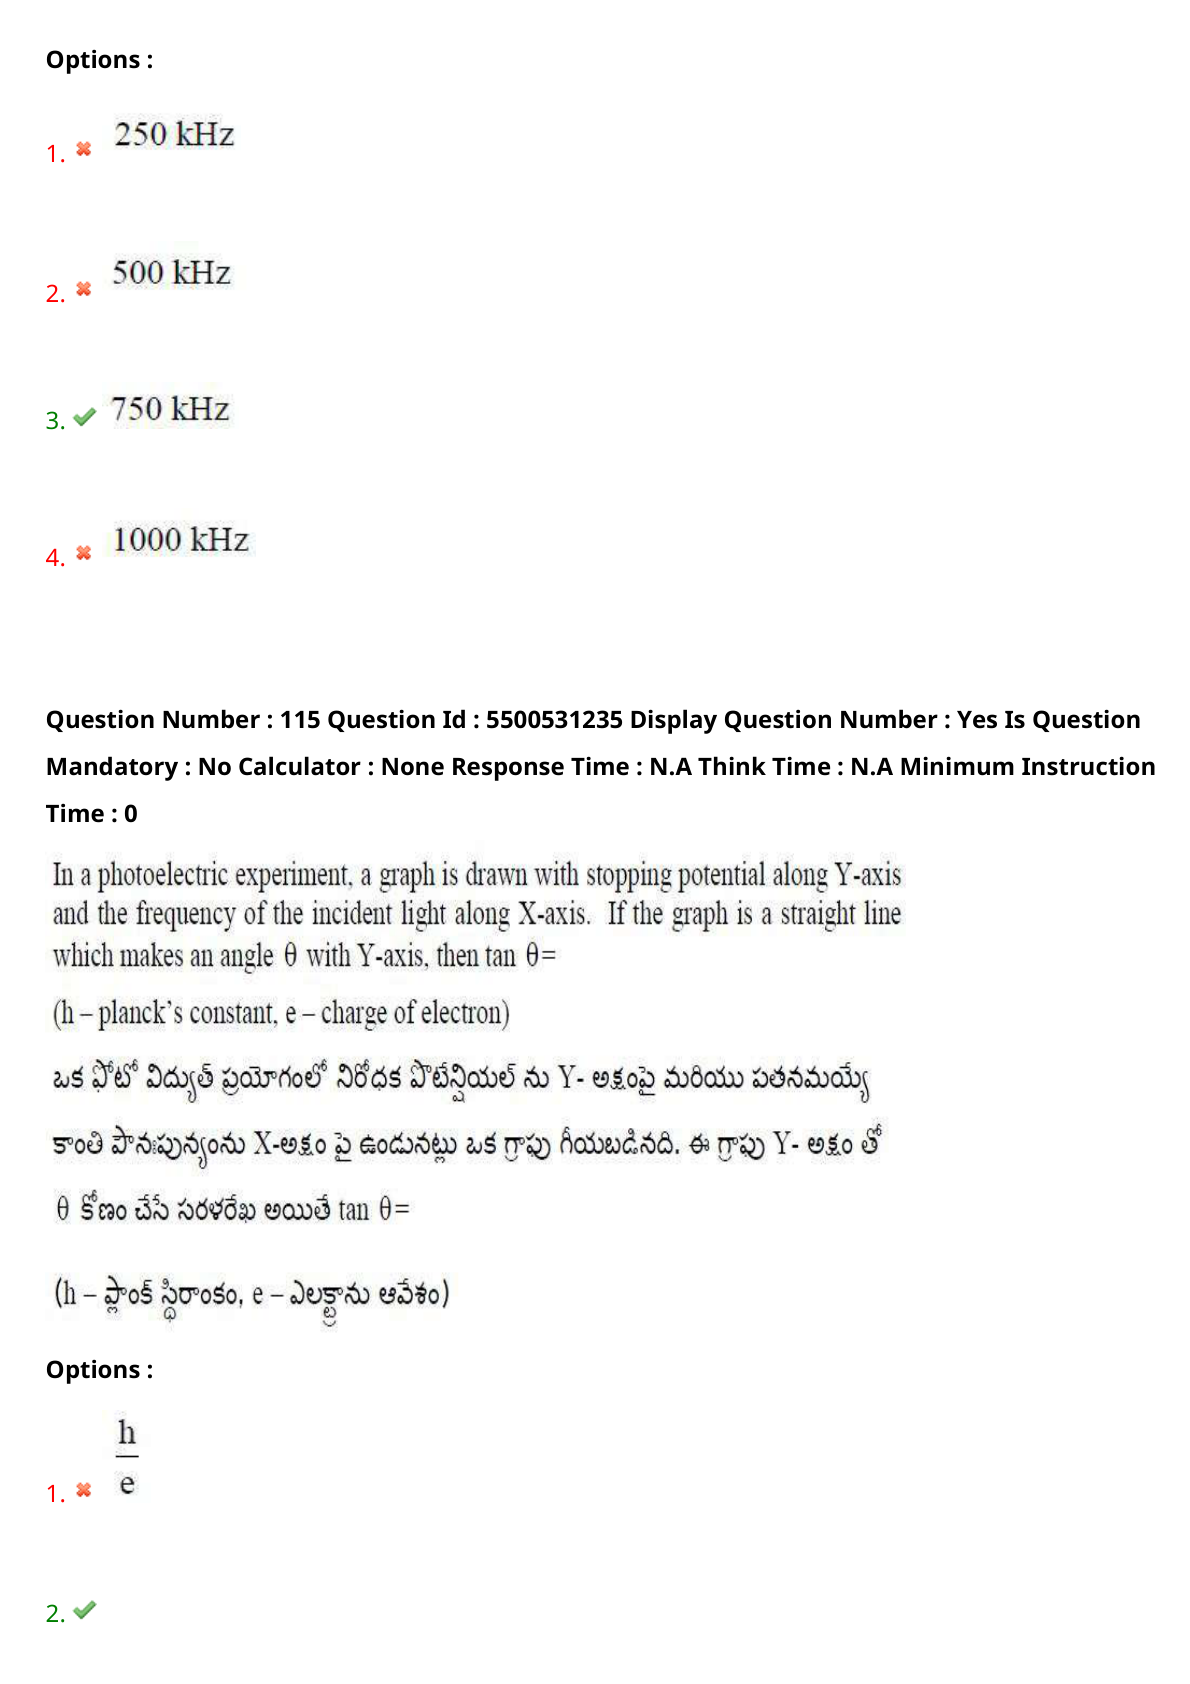 Options :
1. 250 kHz
2. 500 kHz
3. 750 kHz
4. 1000 kHz
Question Number : 115 Question Id : 5500531235 Display Question Number : Yes Is Question
Mandatory : No Calculator : None Response Time : N.A Think Time : N.A Minimum Instruction
Time : 0
In a photoelectric experiment, a graph is drawn with stopping potential along Y-axis
and the frequency of the incident light along X-axis. If the graph is a straight line
which makes an angle θ with Y-axis, then tan θ=
(h – planck's constant, e – charge of electron)
ఒక ఫోటో విద్యుత్ ప్రయోగంలో నిరోధక పొటేన్షియల్ ను Y- అక్షంపై మరియు పతనమయ్యే
కాంతి పౌనఃపున్యంను X-అక్షం పై ఉండునట్లు ఒక గ్రాఫు గీయబడినది. ఈ గ్రాఫు Y- అక్షం తో
θ కోణం చేసే సరళరేఖ అయితే tan θ=
(h – ప్లాంక్ స్థిరాంకం, e – ఎలక్ట్రాను ఆవేశం)
Options :
h
1. e
2.